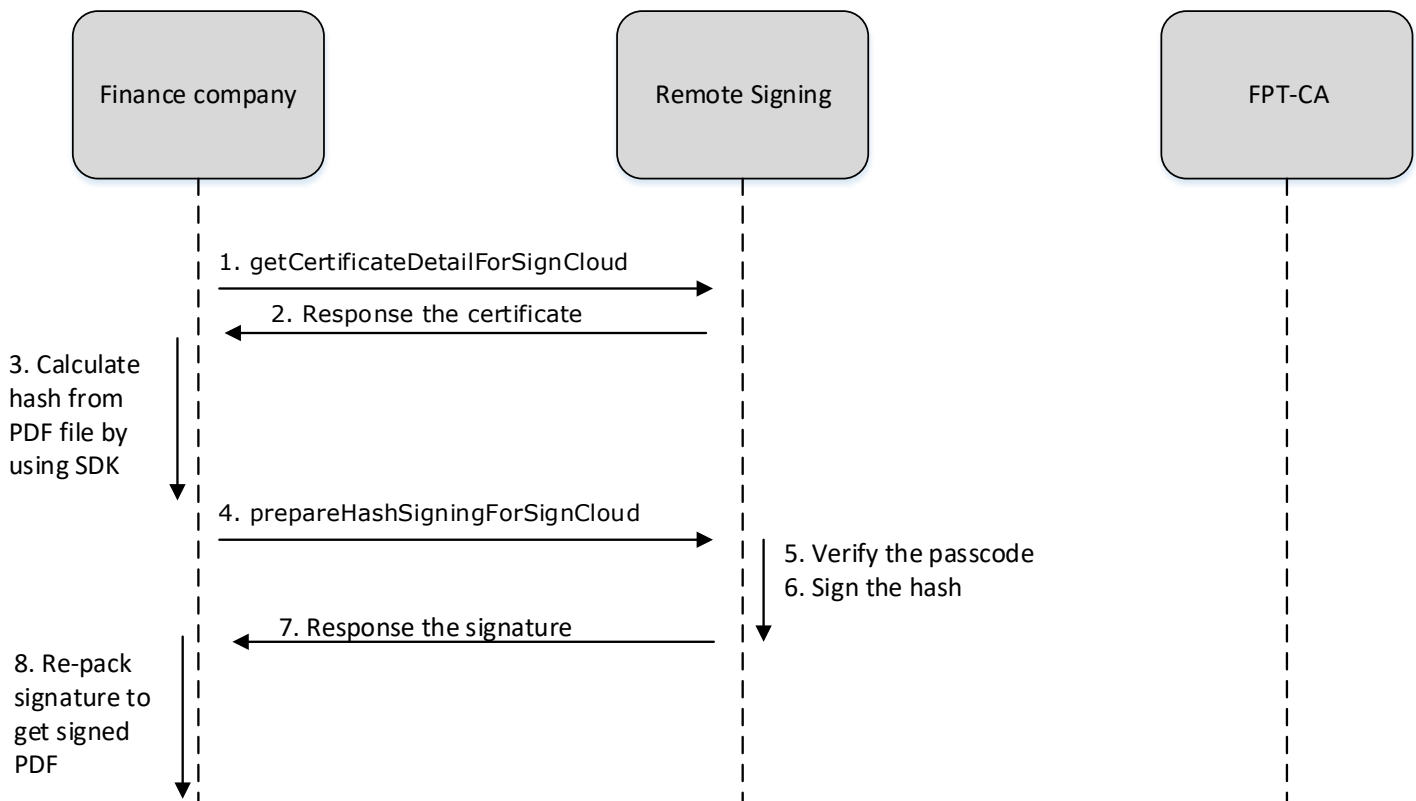 Finance company
Remote Signing
FPT-CA
1. getCertificateDetailForSignCloud
2. Response the certificate
3. Calculate
hash from
PDF file by
using SDK
4. prepareHashSigningForSignCloud
5. Verify the passcode
6. Sign the hash
7. Response the signature
8. Re-pack
signature to
get signed
PDF